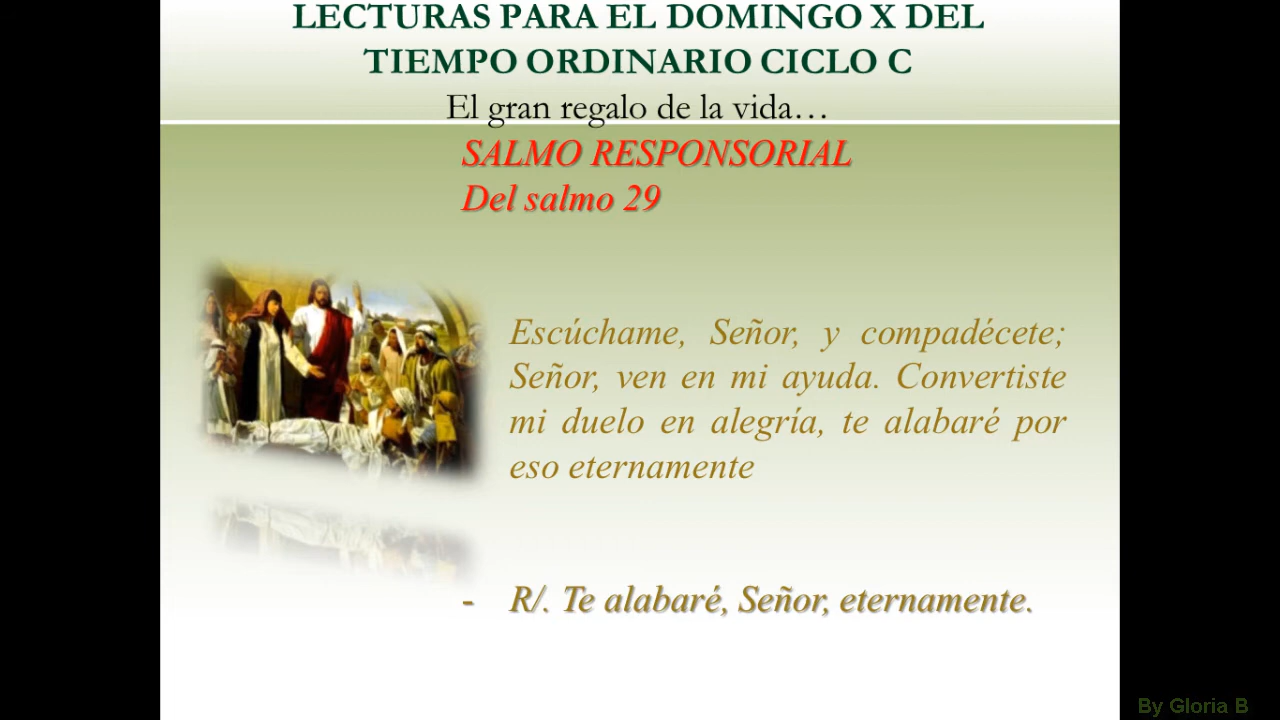 LECTURAS PARA EL DOMINGO X DEL
TIEMPO ORDINARIO CICLO C
El gran regalo de la vida…
SALMO RESPONSORIAL
Del salmo 29
Escúchame, Señor, y compadécete;
Señor, ven en mi ayuda. Convertiste
mi duelo en alegría, te alabaré por
eso eternamente
- R/. Te alabaré, Señor, eternamente.
By Gloria B